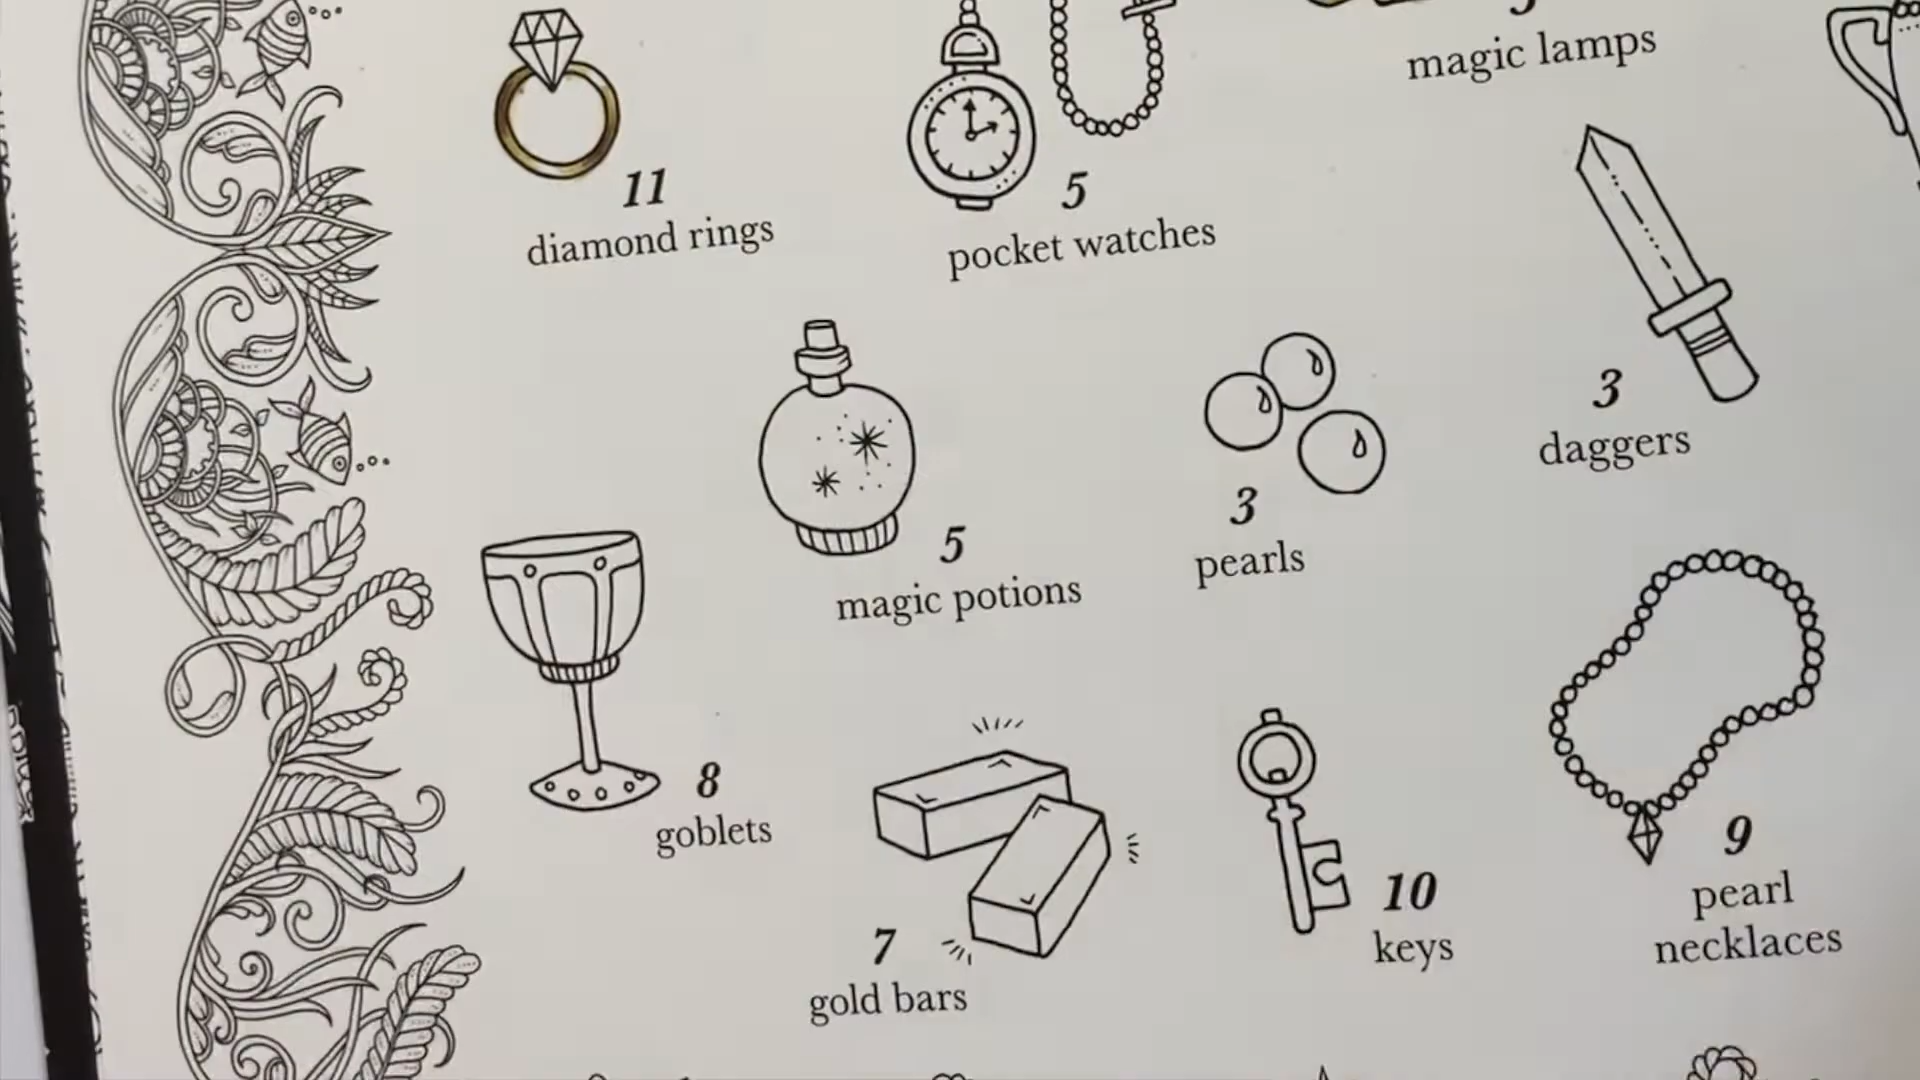 magic lamps
11
diamond rings
5
pocket watches
3
daggers
5
magic potions
3
pearls
8
goblets
7
gold bars
10
keys
9
pearl
necklaces